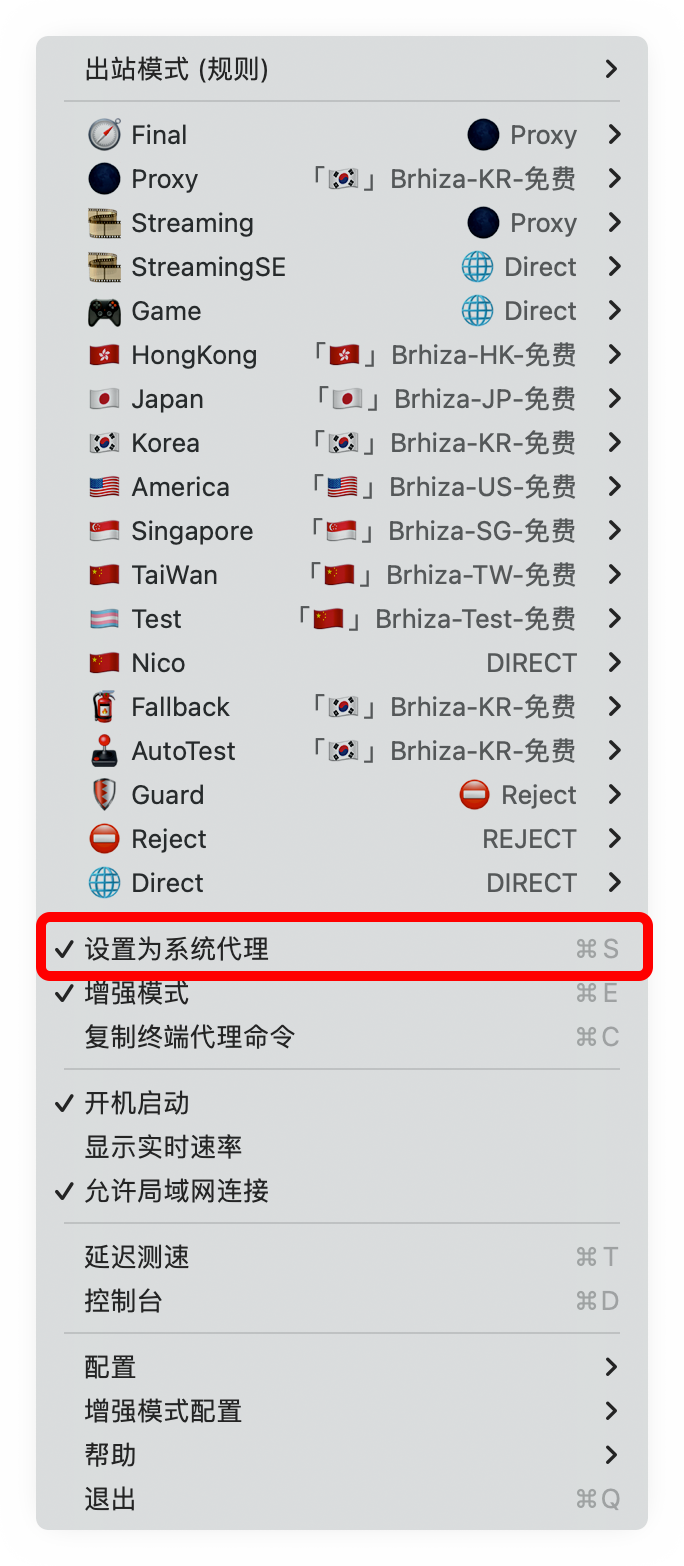 出站模式 (规则)
Final Proxy
Proxy 「🇰🇷」Brhiza-KR-免费
Streaming Proxy
StreamingSE Direct
Game Direct
HongKong 「🇭🇰」Brhiza-HK-免费
Japan 「🇯🇵」Brhiza-JP-免费
Korea 「🇰🇷」Brhiza-KR-免费
America 「🇺🇸」Brhiza-US-免费
Singapore 「🇸🇬」Brhiza-SG-免费
TaiWan 「🇨🇳」Brhiza-TW-免费
Test 「🇨🇳」Brhiza-Test-免费
Nico DIRECT
Fallback 「🇰🇷」Brhiza-KR-免费
AutoTest 「🇰🇷」Brhiza-KR-免费
Guard Reject
Reject REJECT
Direct DIRECT
设置为系统代理 ⌘S
增强模式 ⌘E
复制终端代理命令 ⌘C
开机启动
显示实时速率
允许局域网连接
延迟测速 ⌘T
控制台 ⌘D
配置
增强模式配置
帮助
退出 ⌘Q